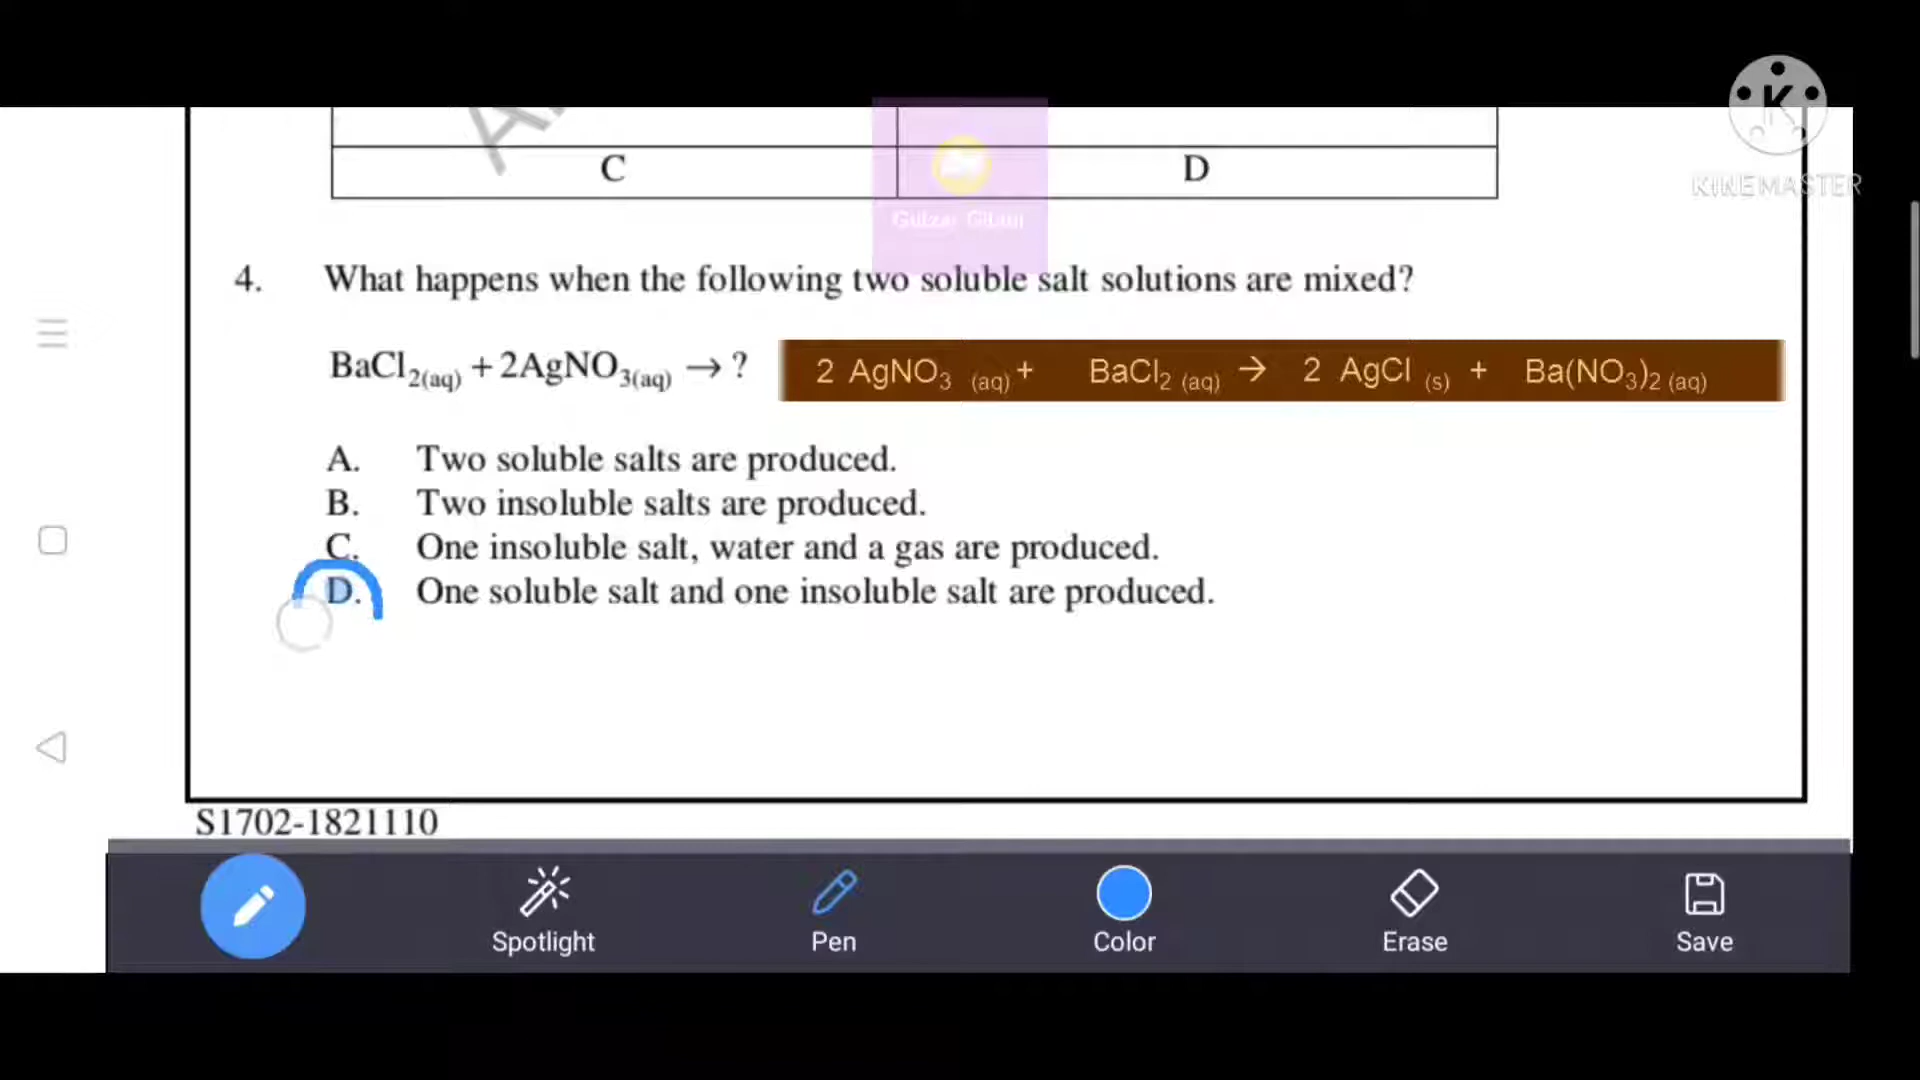 KINEMASTER
C D
4. What happens when the following two soluble salt solutions are mixed?
BaCl2(aq) + 2AgNO3(aq) → ? 2 AgNO3 (aq) + BaCl2 (aq) → 2 AgCl (s) + Ba(NO3)2 (aq)
A. Two soluble salts are produced.
B. Two insoluble salts are produced.
C. One insoluble salt, water and a gas are produced.
D. One soluble salt and one insoluble salt are produced.
S1702-1821110
Spotlight Pen Color Erase Save